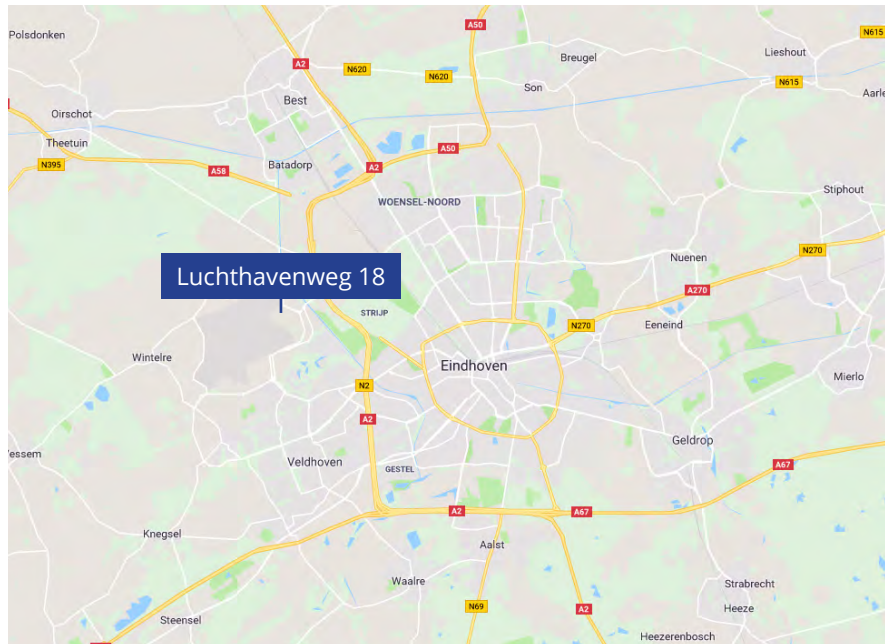 A50
N615
Polsdonken
Lieshout
Breugel
A2
N620
N620
N615
Son
Best
Aarle
Oirschot
Theetuin
A50
N395
Batadorp
A2
A58
Stiphout
WOENSEL-NOORD
N270
Nuenen
Luchthavenweg 18
A270
STRIJP
N270
Eeneind
Wintelre
Eindhoven
Mierlo
N2
A2
Geldrop
Veldhoven
GESTEL
A67
A2
A67
Knegsel
Aalst
Waalre
Strabrecht
N69
A2
Heeze
Steensel
Heezerenbosch